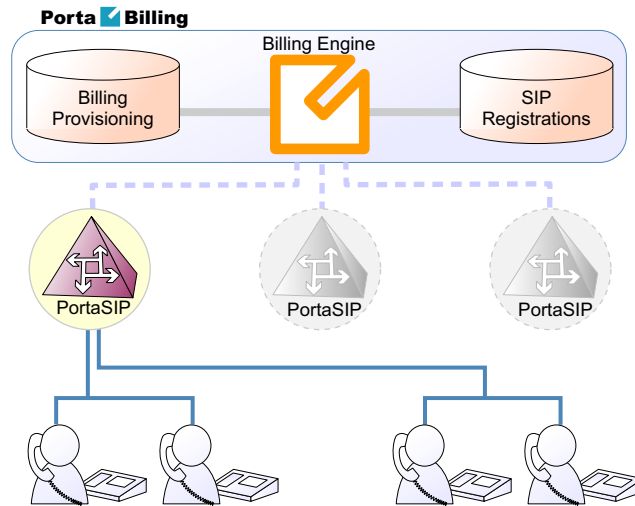 Porta Billing
Billing Engine
Billing
Provisioning
SIP
Registrations
PortaSIP
PortaSIP
PortaSIP